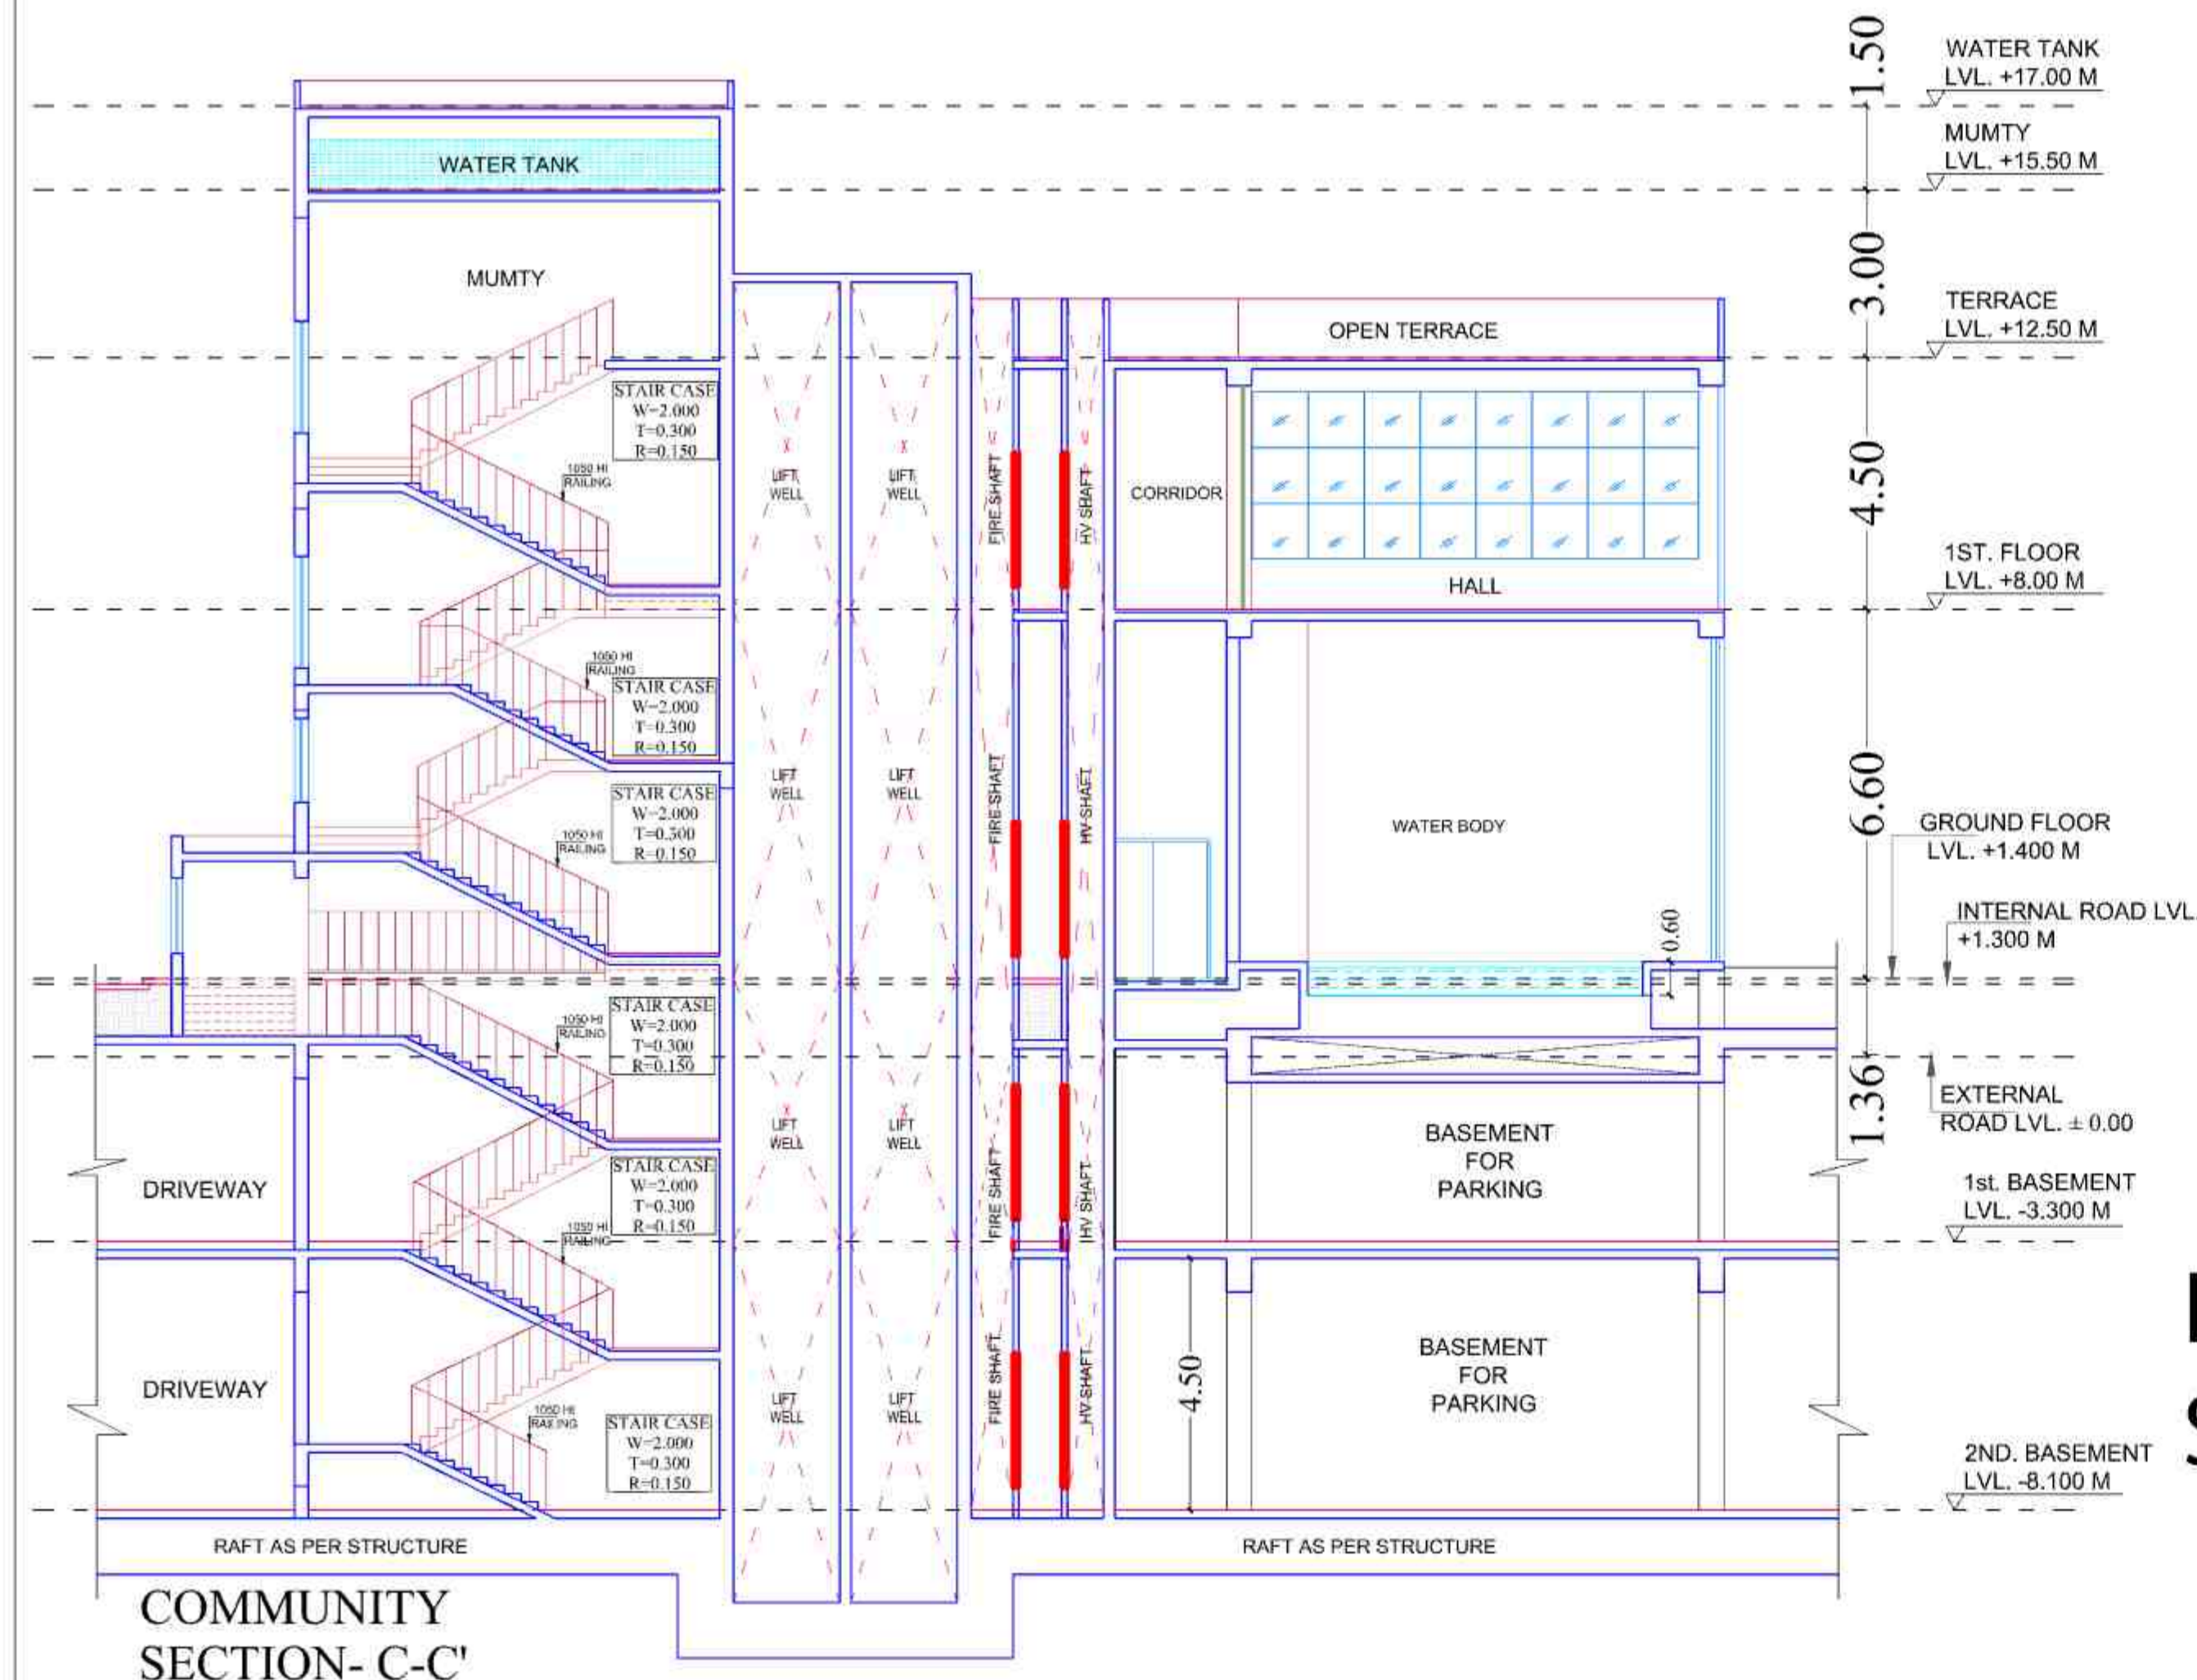 1.50
WATER TANK
LVL. +17.00 M
MUMTY
LVL. +15.50 M
WATER TANK
3.00
MUMTY
TERRACE
LVL. +12.50 M
OPEN TERRACE
STAIR CASE
W=2.000
T=0.300
R=0.150
1050 HI
RAILING
LIFT
WELL
LIFT
WELL
FIRE SHAFT
HV SHAFT
CORRIDOR
4.50
HALL
1ST. FLOOR
LVL. +8.00 M
1050 HI
RAILING
STAIR CASE
W=2.000
T=0.300
R=0.150
STAIR CASE
W=2.000
T=0.300
R=0.150
1050 HI
RAILING
LIFT
WELL
LIFT
WELL
FIRE SHAFT
HV SHAFT
WATER BODY
6.60
GROUND FLOOR
LVL. +1.400 M
0.60
INTERNAL ROAD LVL.
+1.300 M
STAIR CASE
W=2.000
T=0.300
R=0.150
1050 HI
RAILING
LIFT
WELL
LIFT
WELL
1.36
EXTERNAL
ROAD LVL. ± 0.00
BASEMENT
FOR
PARKING
DRIVEWAY
STAIR CASE
W=2.000
T=0.300
R=0.150
1050 HI
RAILING
FIRE SHAFT
HV SHAFT
1st. BASEMENT
LVL. -3.300 M
DRIVEWAY
1050 HI
RAILING
STAIR CASE
W=2.000
T=0.300
R=0.150
LIFT
WELL
LIFT
WELL
FIRE SHAFT
HV SHAFT
4.50
BASEMENT
FOR
PARKING
2ND. BASEMENT
LVL. -8.100 M
RAFT AS PER STRUCTURE
RAFT AS PER STRUCTURE
COMMUNITY
SECTION- C-C'